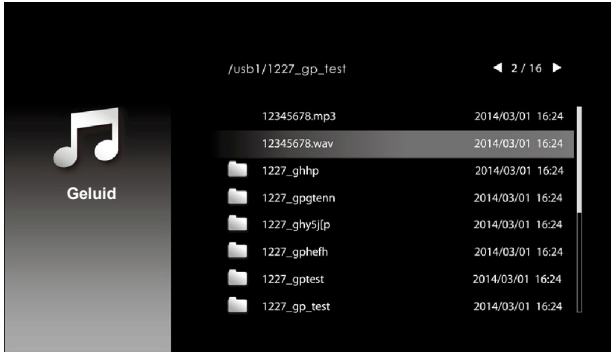 /usb1/1227_gp_test 2 / 16
12345678.mp3 2014/03/01 16:24
12345678.wav 2014/03/01 16:24
1227_ghhp 2014/03/01 16:24
Geluid
1227_gpgtenn 2014/03/01 16:24
1227_ghy5j[p 2014/03/01 16:24
1227_gphefh 2014/03/01 16:24
1227_gptest 2014/03/01 16:24
1227_gp_test 2014/03/01 16:24